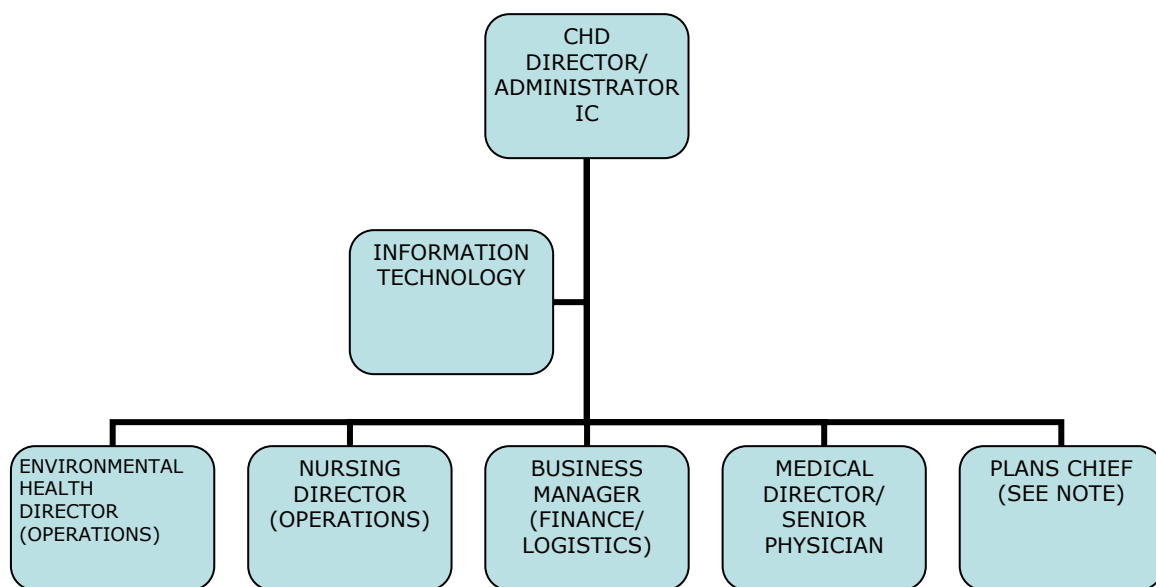 CHD
DIRECTOR/
ADMINISTRATOR
IC
INFORMATION
TECHNOLOGY
ENVIRONMENTAL
HEALTH
DIRECTOR
(OPERATIONS)
NURSING
DIRECTOR
(OPERATIONS)
BUSINESS
MANAGER
(FINANCE/
LOGISTICS)
MEDICAL
DIRECTOR/
SENIOR
PHYSICIAN
PLANS CHIEF
(SEE NOTE)